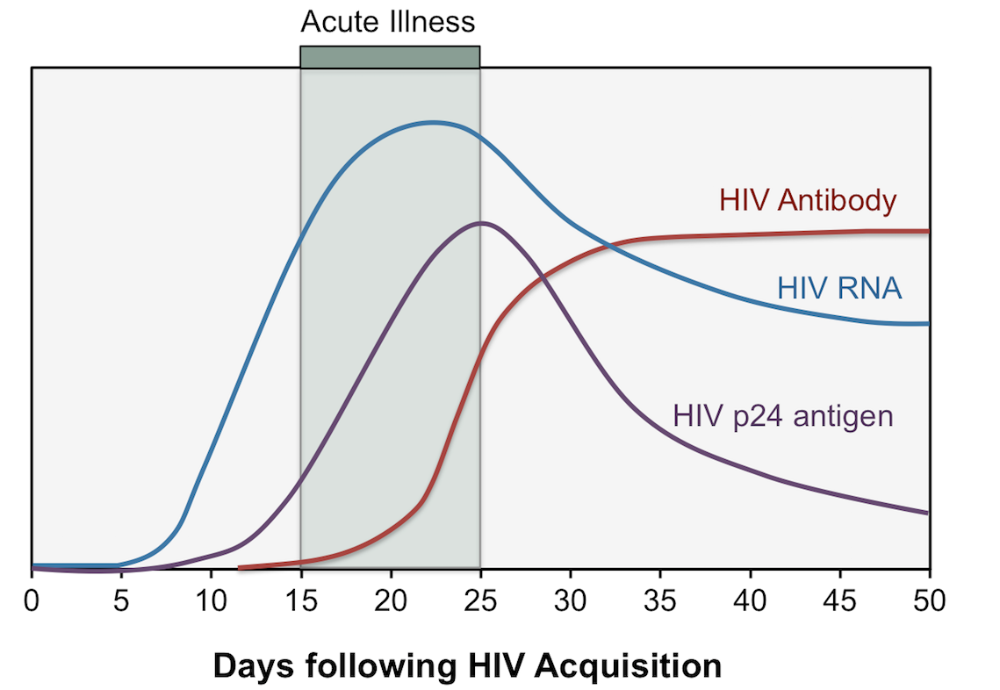 Acute Illness
HIV Antibody
HIV RNA
HIV p24 antigen
0 5 10 15 20 25 30 35 40 45 50
Days following HIV Acquisition